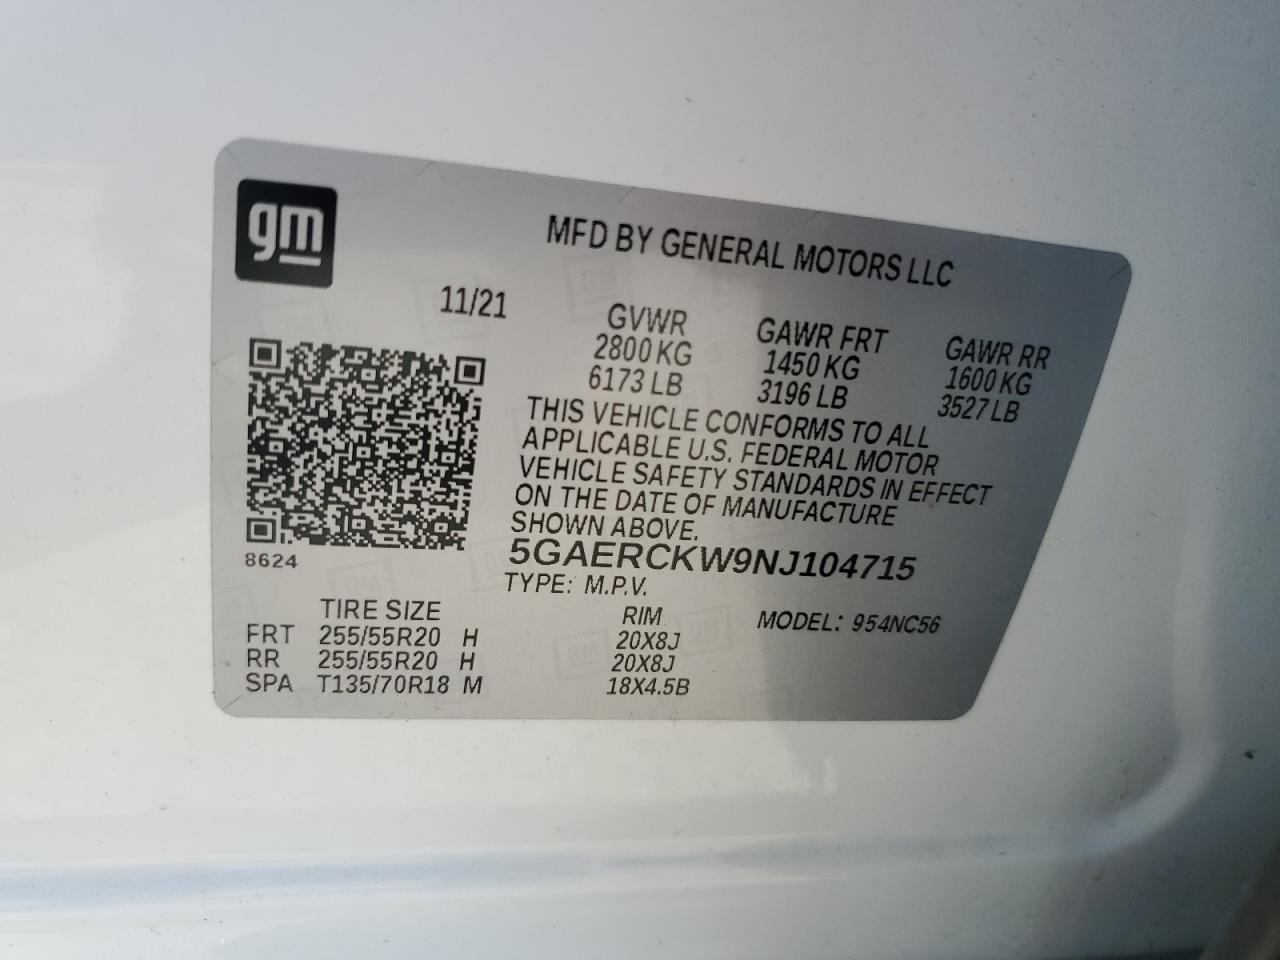 gm
MFD BY GENERAL MOTORS LLC
11/21
GVWR GAWR FRT GAWR RR
2800 KG 1450 KG 1600 KG
6173 LB 3196 LB 3527 LB
THIS VEHICLE CONFORMS TO ALL
APPLICABLE U.S. FEDERAL MOTOR
VEHICLE SAFETY STANDARDS IN EFFECT
ON THE DATE OF MANUFACTURE
SHOWN ABOVE.
8624
5GAERCKW9NJ104715
TYPE: M.P.V.
TIRE SIZE RIM MODEL: 954NC56
FRT 255/55R20 H 20X8J
RR 255/55R20 H 20X8J
SPA T135/70R18 M 18X4.5B